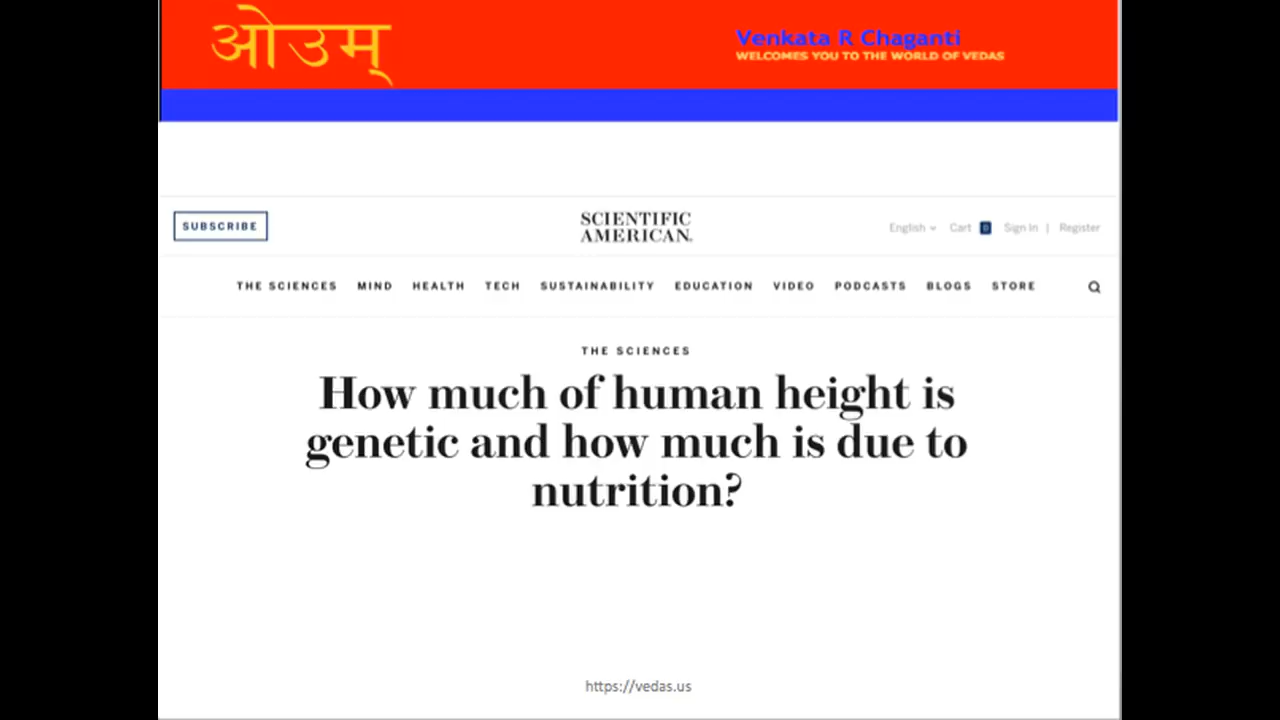 ओउम्
Venkata R Chaganti
WELCOMES YOU TO THE WORLD OF VEDAS
SUBSCRIBE
SCIENTIFIC
AMERICAN.
English Cart 0 Sign In | Register
THE SCIENCES MIND HEALTH TECH SUSTAINABILITY EDUCATION VIDEO PODCASTS BLOGS STORE
THE SCIENCES
How much of human height is
genetic and how much is due to
nutrition?
https://vedas.us